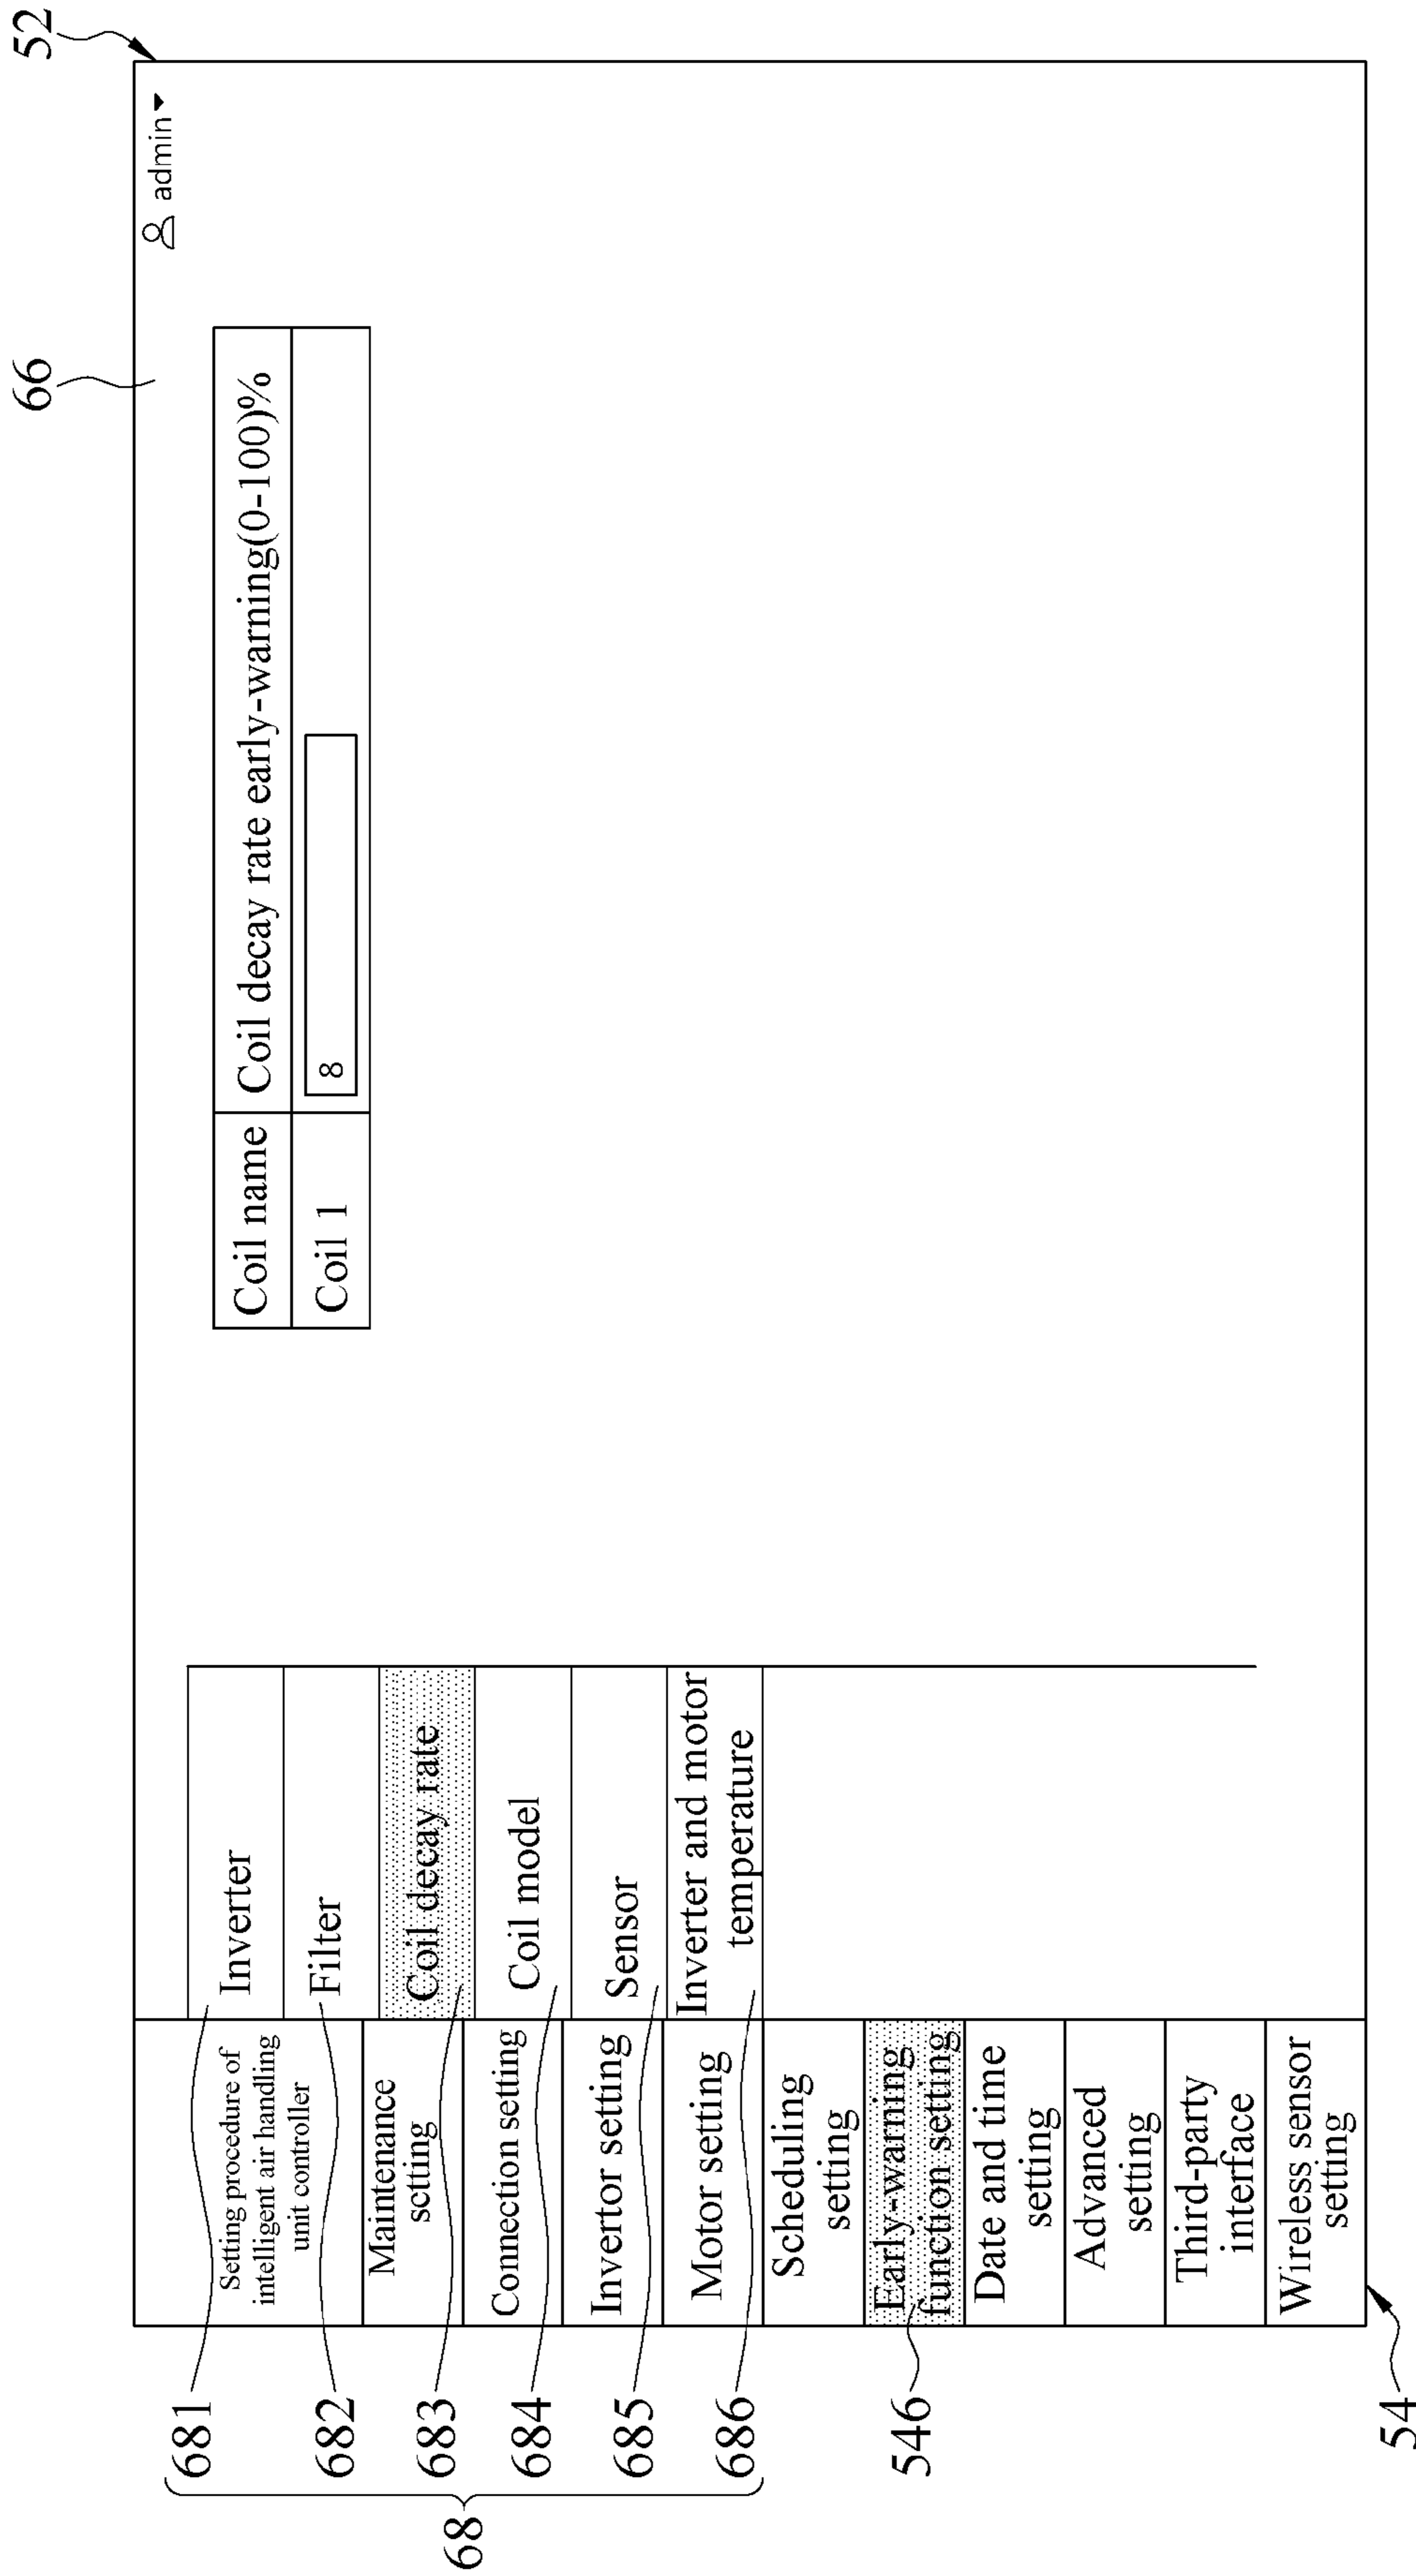 52
66
admin
Coil name
Coil decay rate early-warning(0-100)%
Coil 1
8
681
682
683
684
685
686
68
546
54
Setting procedure of
intelligent air handling
unit controller
Maintenance
sctting
Connection setting
Invertor setting
Motor setting
Scheduling
setting
Early-warning
function setting
Date and time
setting
Advanced
setting
Third-party
interface
Wireless sensor
setting
Inverter
Filter
Coil decay rate
Coil model
Sensor
Inverter and motor
temperature